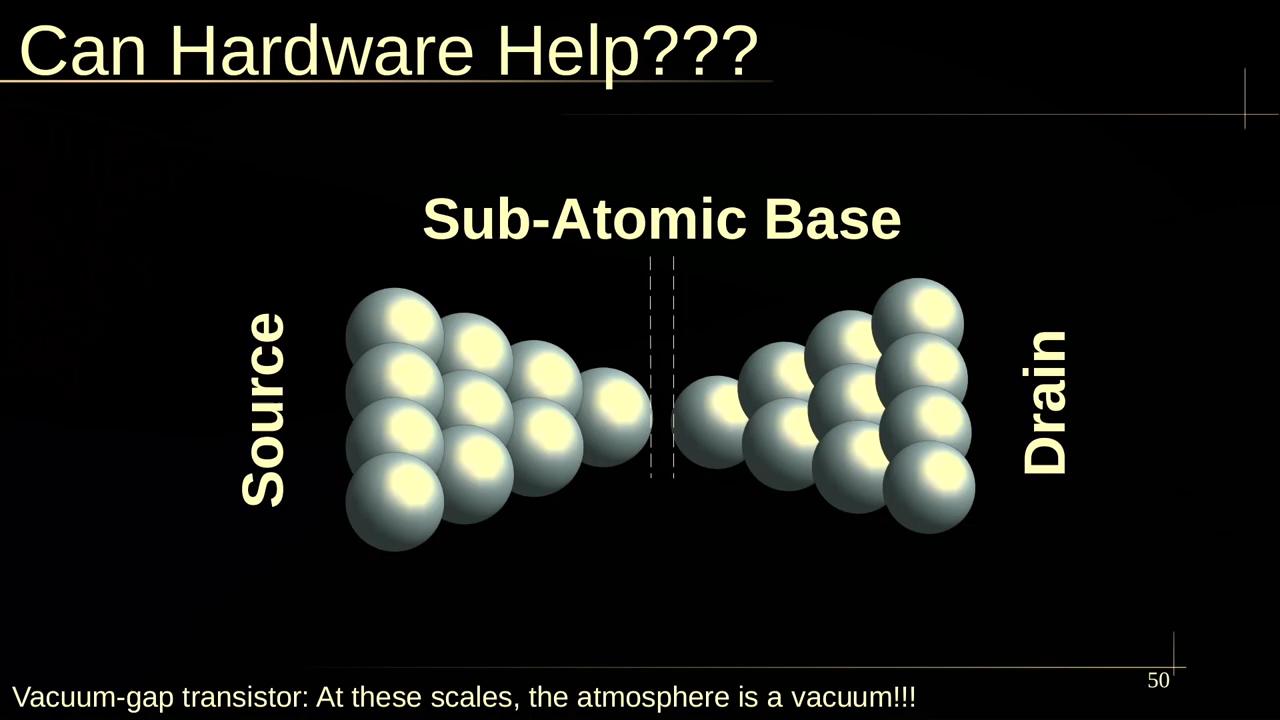 Can Hardware Help???
Sub-Atomic Base
Source
Drain
50
Vacuum-gap transistor: At these scales, the atmosphere is a vacuum!!!